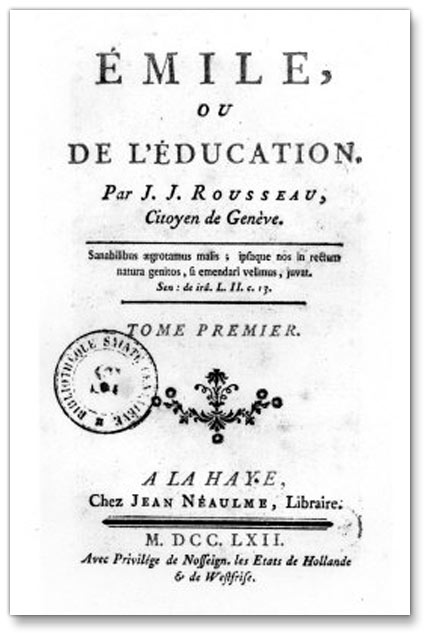 ÉMILE,
OU
DE L'ÉDUCATION.
Par J. J. ROUSSEAU,
Citoyen de Genève.
Sanabilibus ægrotamus malis ; ipsaque nos in rectum
natura genitos, si emendari velimus, juvat.
Sen : de irâ. L. II. c. 13.
TOME PREMIER.
BIBLIOTHEQUE SAINTE GENEVIEVE
A LA HAYE,
Chez JEAN NÉAULME, Libraire.
M. DCC. LXII.
Avec Privilége de Nosseign. les Etats de Hollande
& de Westfrise.